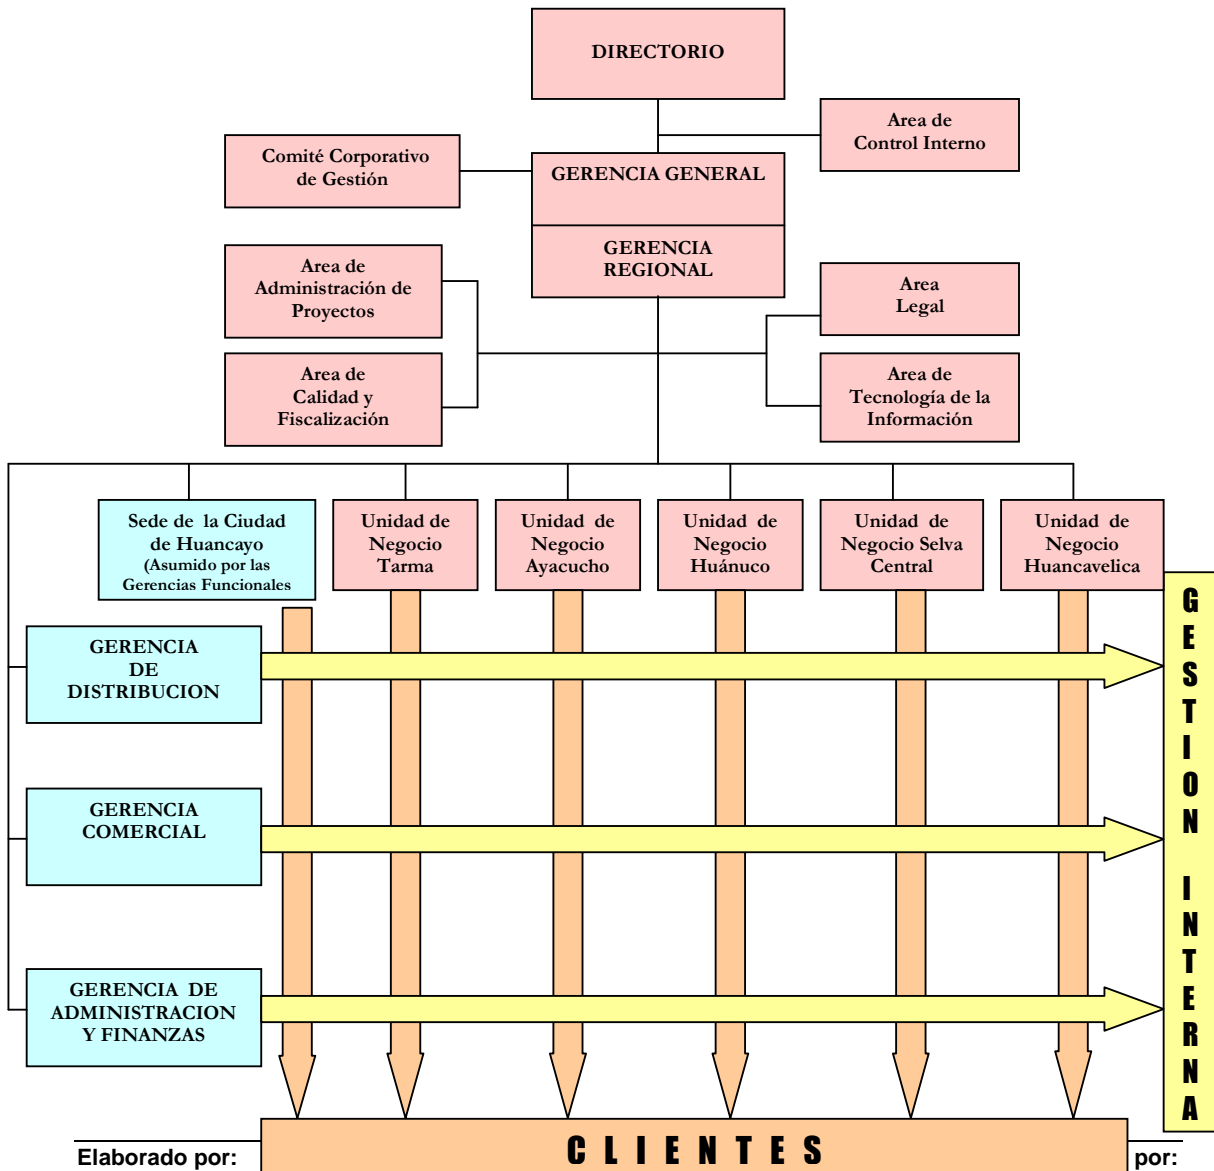 DIRECTORIO
Area de
Control Interno
Comité Corporativo
de Gestión
GERENCIA GENERAL
GERENCIA
REGIONAL
Area de
Administración de
Proyectos
Area
Legal
Area de
Calidad y
Fiscalización
Area de
Tecnología de la
Información
Sede de la Ciudad
de Huancayo
(Asumido por las
Gerencias Funcionales
Unidad de
Negocio
Tarma
Unidad de
Negocio
Ayacucho
Unidad de
Negocio
Huánuco
Unidad de
Negocio Selva
Central
Unidad de
Negocio
Huancavelica
GERENCIA
DE
DISTRIBUCION
GERENCIA
COMERCIAL
GERENCIA DE
ADMINISTRACION
Y FINANZAS
GESTION INTERNA
CLIENTES
Elaborado por:
por: